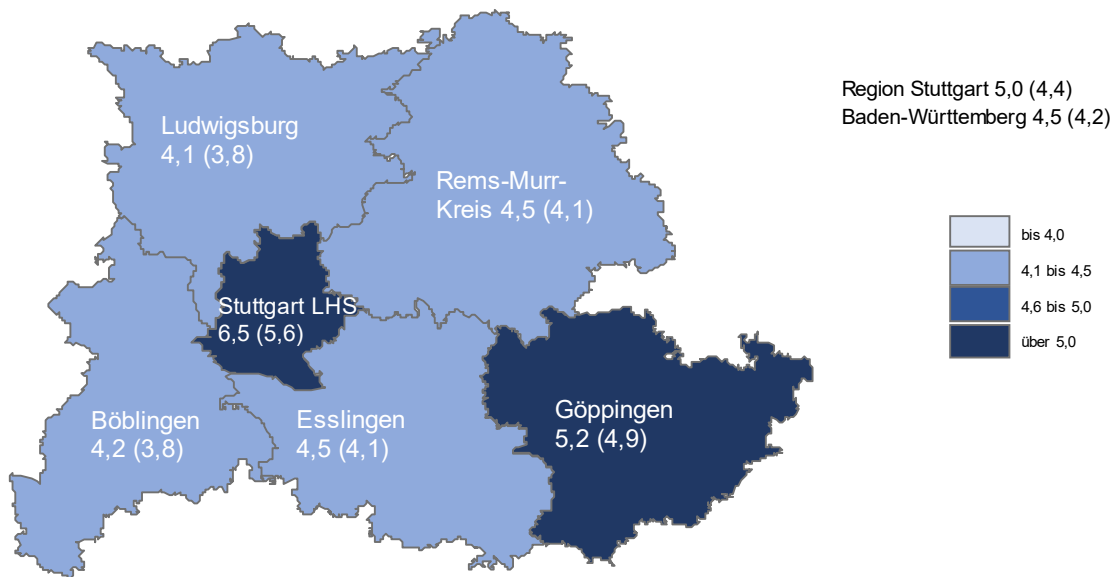 Region Stuttgart 5,0 (4,4)
Baden-Württemberg 4,5 (4,2)
Ludwigsburg
4,1 (3,8)
Rems-Murr-
Kreis 4,5 (4,1)
Stuttgart LHS
6,5 (5,6)
Böblingen
4,2 (3,8)
Esslingen
4,5 (4,1)
Göppingen
5,2 (4,9)
bis 4,0
4,1 bis 4,5
4,6 bis 5,0
über 5,0